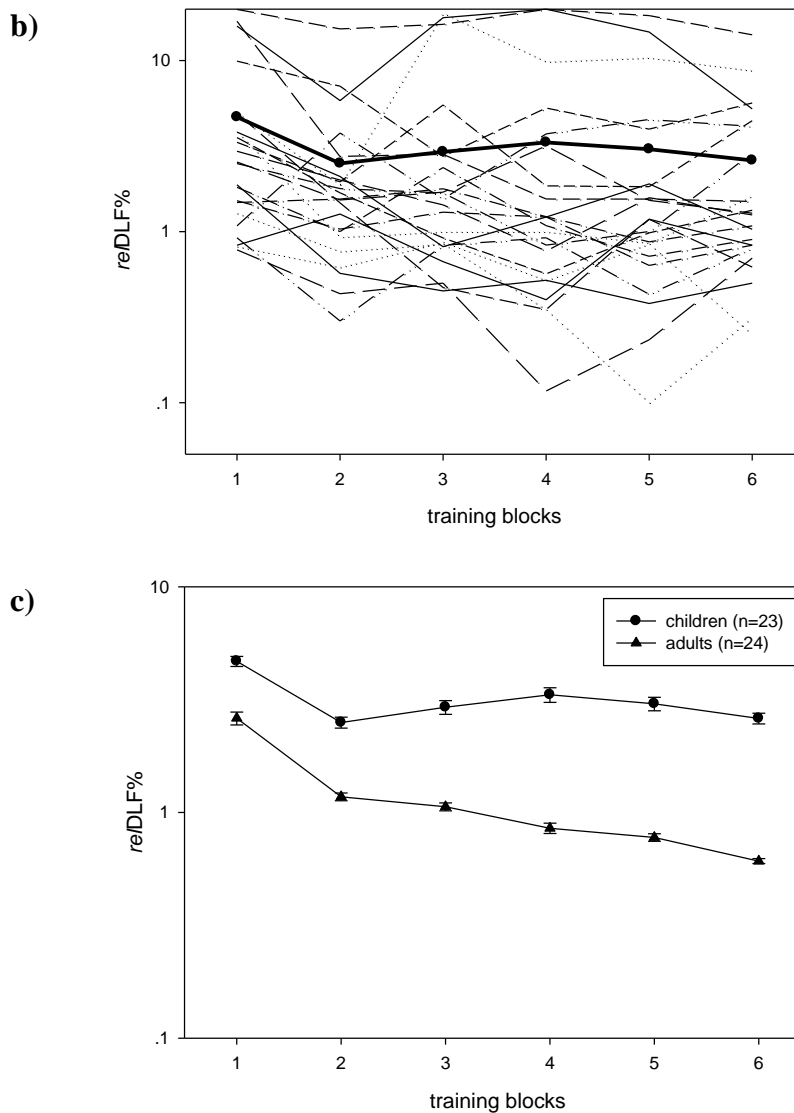 b)
10
1
.1
relDLF%
1 2 3 4 5 6
training blocks
c)
10
1
.1
relDLF%
children (n=23)
adults (n=24)
1 2 3 4 5 6
training blocks